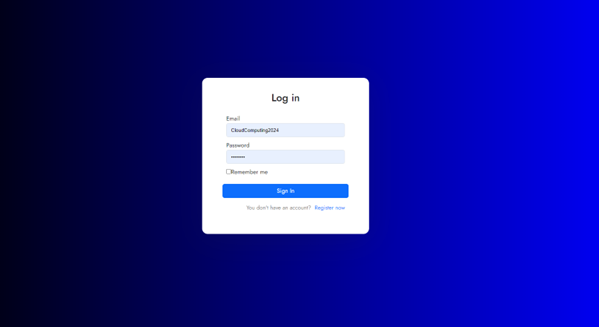 Log in
Email
CloudComputing2024
Password
••••••••
Remember me
Sign In
You don't have an account? Register now